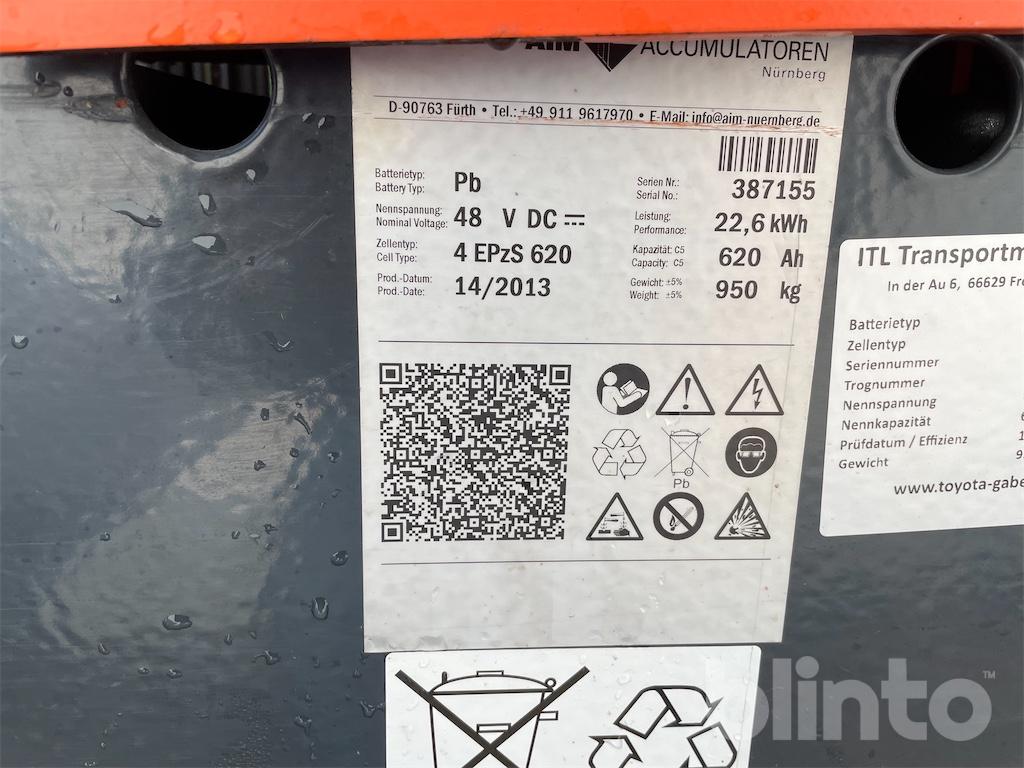 AIM ACCUMULATOREN
Nürnberg
D-90763 Fürth • Tel.: +49 911 9617970 • E-Mail: info@aim-nuernberg.de
Batterietyp: Pb
Battery Typ:
Nennspannung: 48 V DC
Nominal Voltage:
Zellentyp: 4 EPzS 620
Cell Type:
Prod.-Datum: 14/2013
Prod.-Date:
Serien Nr.: 387155
Serial No.:
Leistung: 22,6 kWh
Performance:
Kapazität: C5 620 Ah
Capacity: C5
Gewicht: ±5% 950 kg
Weight: ±5%
Pb
ITL Transportm
In der Au 6, 66629 Fr
Batterietyp
Zellentyp
Seriennummer
Trognummer
Nennspannung
Nennkapazität
Prüfdatum / Effizienz
Gewicht
www.toyota-gabe
blinto™